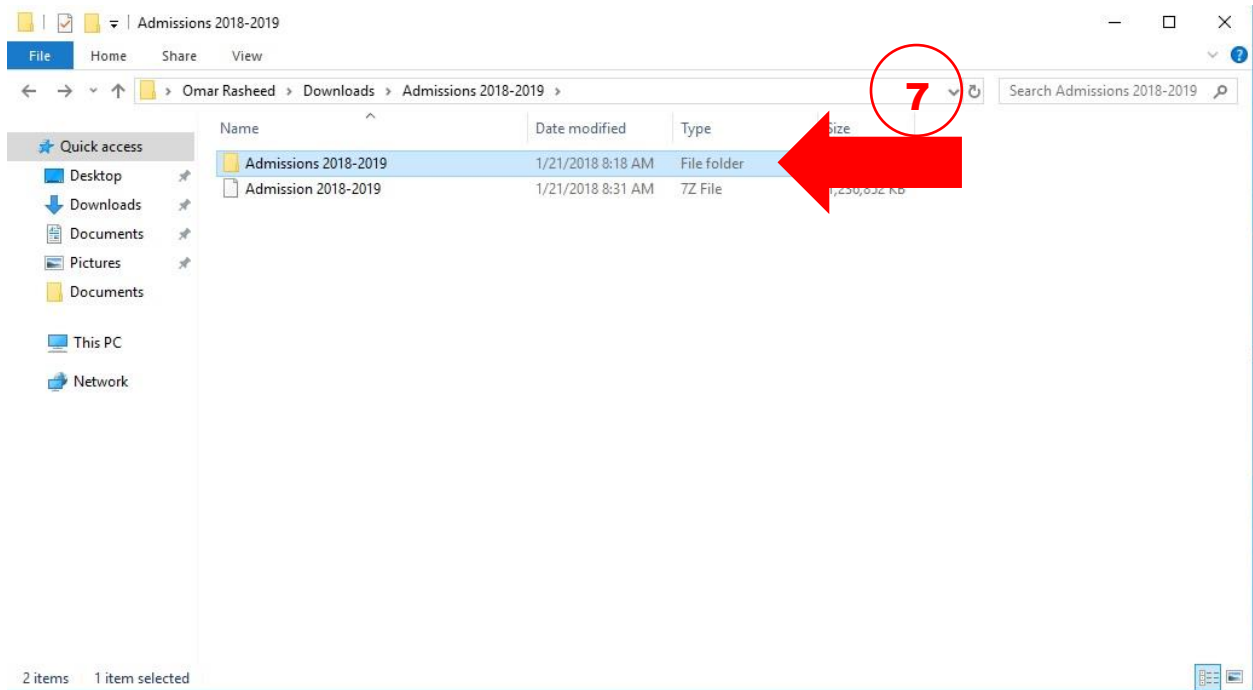 Admissions 2018-2019
File Home Share View
Omar Rasheed > Downloads > Admissions 2018-2019 >
7
Search Admissions 2018-2019
Name Date modified Type Size
Quick access
Admissions 2018-2019 1/21/2018 8:18 AM File folder
Desktop
Admission 2018-2019 1/21/2018 8:31 AM 7Z File KB
Downloads
Documents
Pictures
Documents
This PC
Network
2 items 1 item selected